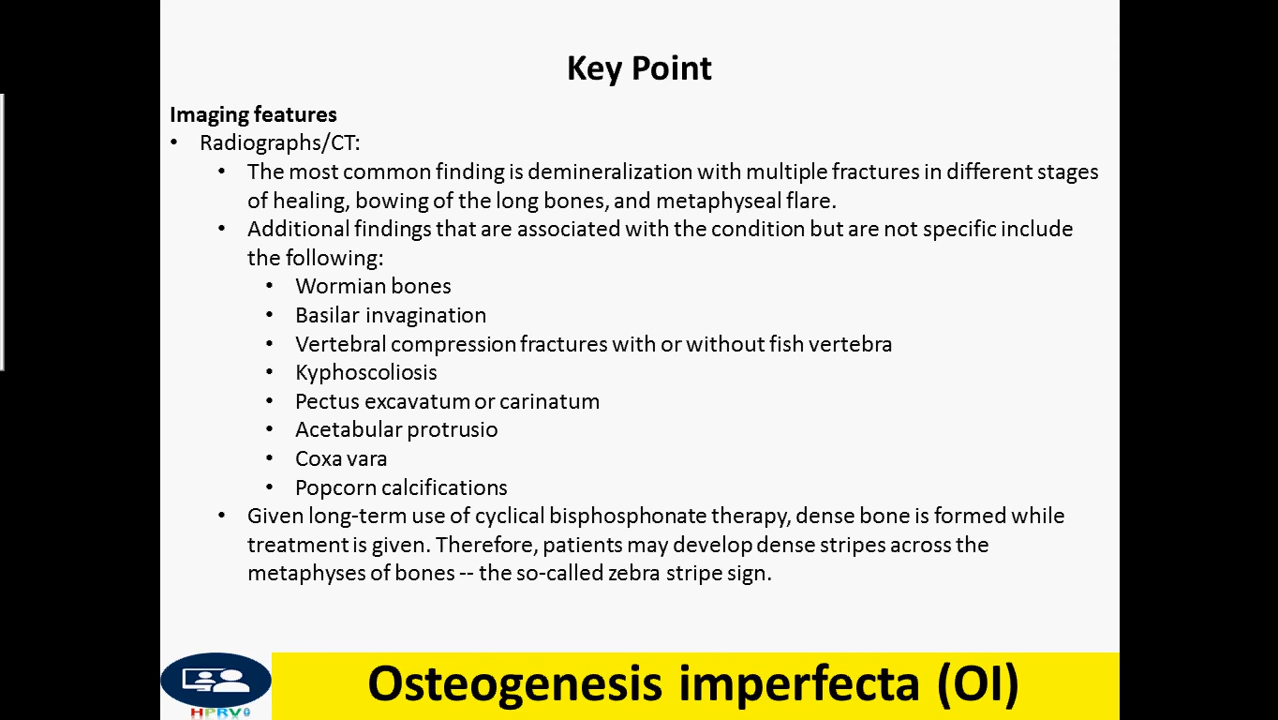 Key Point
Imaging features
• Radiographs/CT:
• The most common finding is demineralization with multiple fractures in different stages
of healing, bowing of the long bones, and metaphyseal flare.
• Additional findings that are associated with the condition but are not specific include
the following:
• Wormian bones
• Basilar invagination
• Vertebral compression fractures with or without fish vertebra
• Kyphoscoliosis
• Pectus excavatum or carinatum
• Acetabular protrusio
• Coxa vara
• Popcorn calcifications
• Given long-term use of cyclical bisphosphonate therapy, dense bone is formed while
treatment is given. Therefore, patients may develop dense stripes across the
metaphyses of bones -- the so-called zebra stripe sign.
Osteogenesis imperfecta (OI)